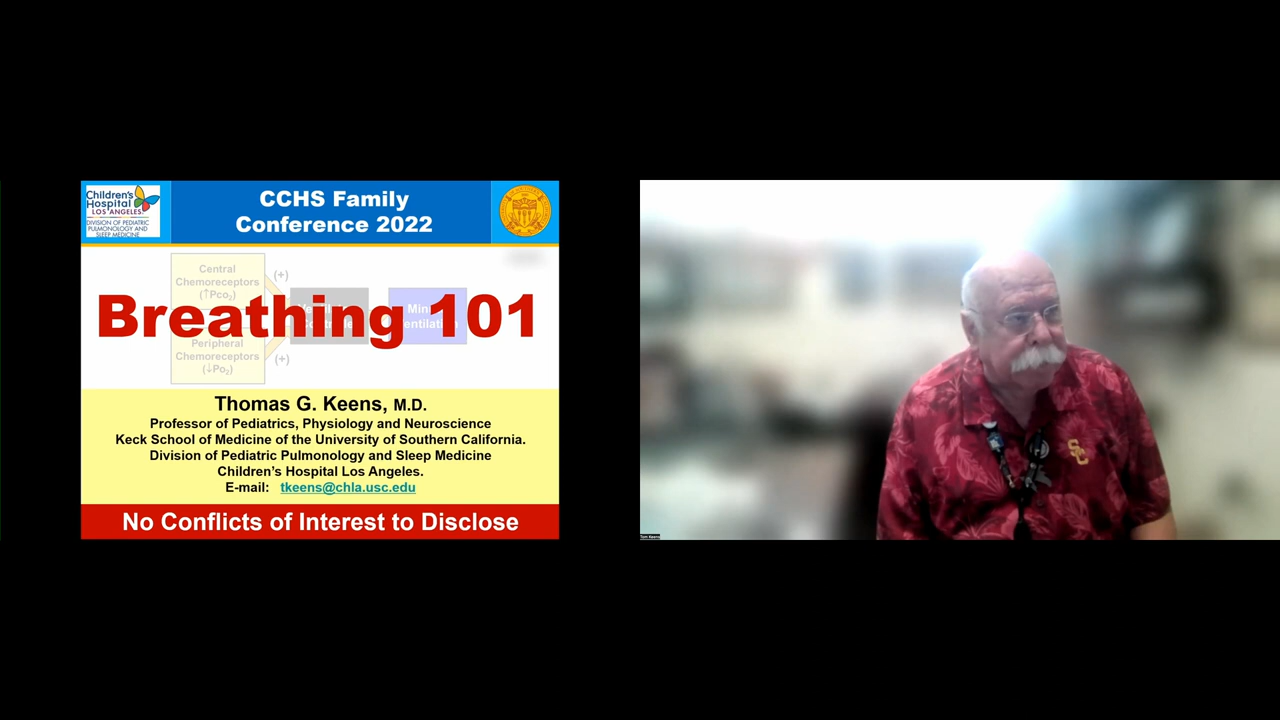 Children's
Hospital
LOS ANGELES.
DIVISION OF PEDIATRIC
PULMONOLOGY AND
SLEEP MEDICINE
CCHS Family
Conference 2022
Central
Chemoreceptors
(↑Pco₂)
(+)
Breathing 101
Peripheral
Chemoreceptors
(↓Po₂)
(+)
Thomas G. Keens, M.D.
Professor of Pediatrics, Physiology and Neuroscience
Keck School of Medicine of the University of Southern California.
Division of Pediatric Pulmonology and Sleep Medicine
Children's Hospital Los Angeles.
E-mail: tkeens@chla.usc.edu
No Conflicts of Interest to Disclose
SC
Tom Keens